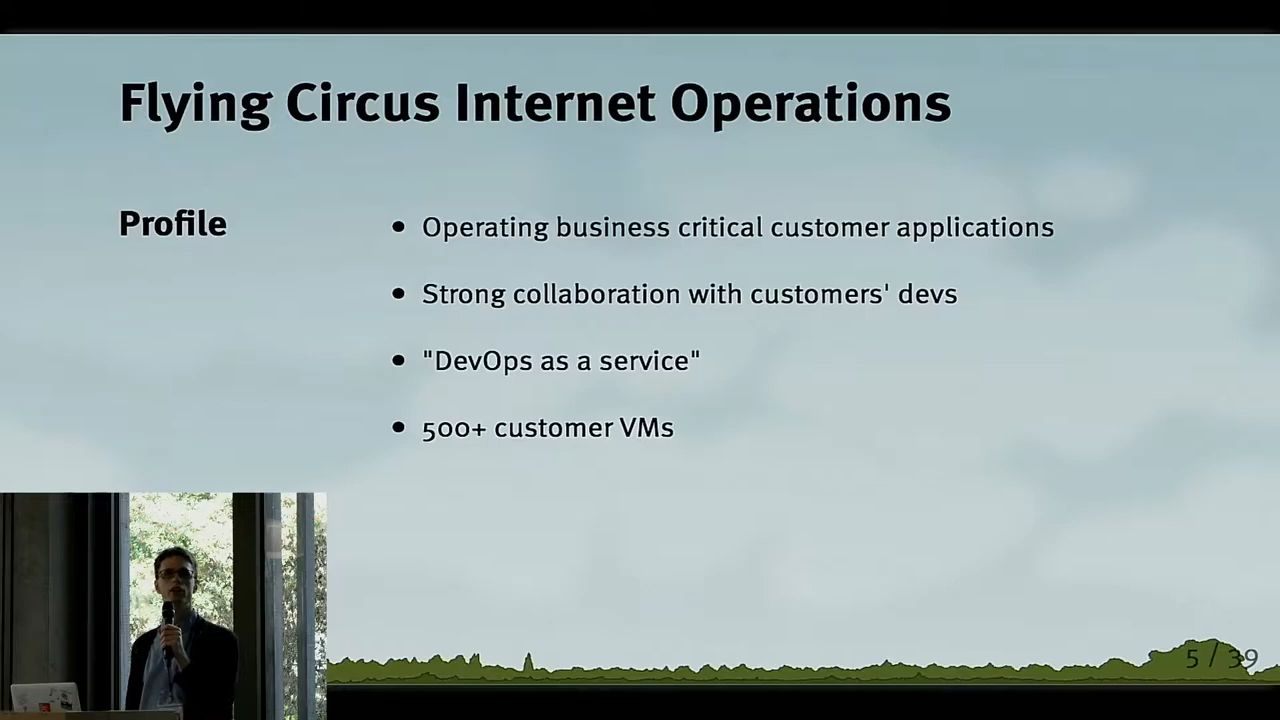 Flying Circus Internet Operations
Profile
• Operating business critical customer applications
• Strong collaboration with customers' devs
• "DevOps as a service"
• 500+ customer VMs
5 / 39